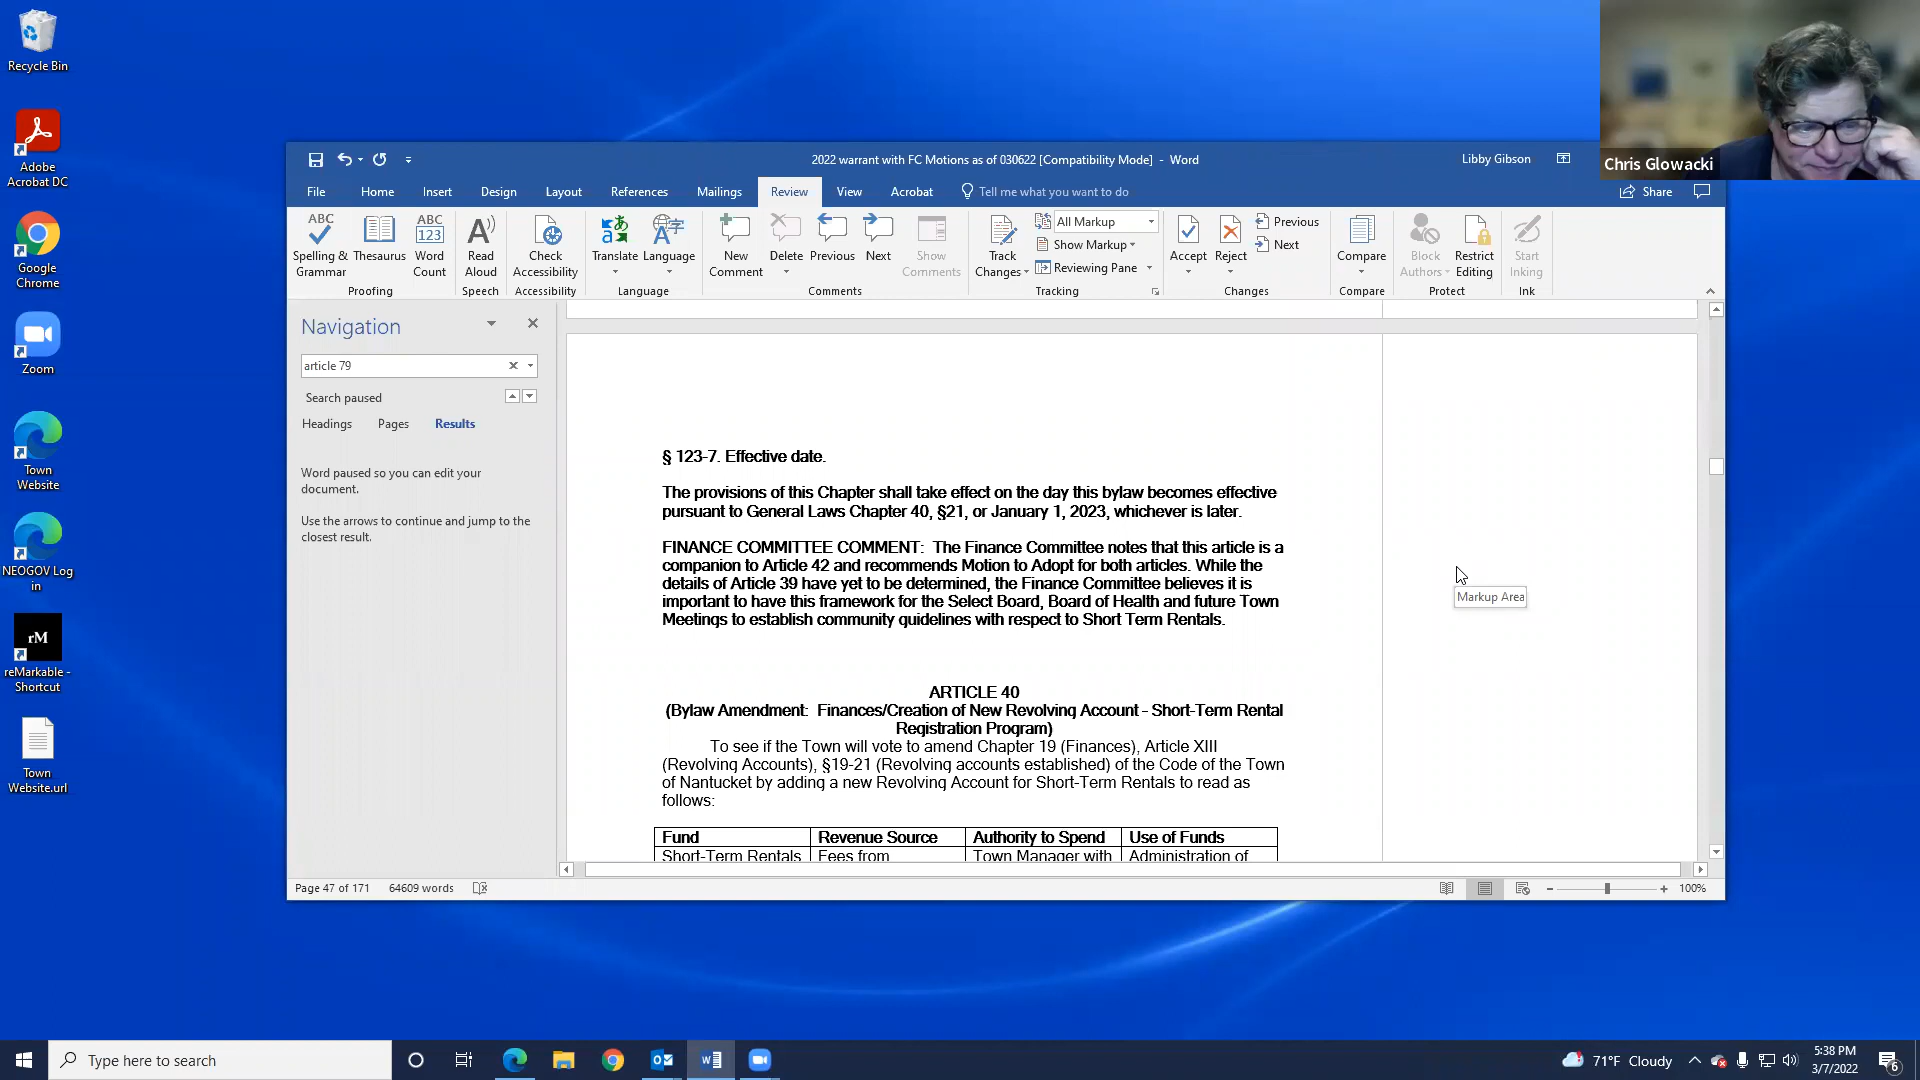 Recycle Bin
Adobe
Acrobat DC
Google
Chrome
Zoom
Town
Website
NEOGOV Log
in
rM
reMarkable -
Shortcut
Town
Website.url
2022 warrant with FC Motions as of 030622 [Compatibility Mode] - Word
Libby Gibson
Chris Glowacki
File Home Insert Design Layout References Mailings Review View Acrobat Tell me what you want to do Share
ABC
Spelling &
Grammar
Thesaurus
ABC
123
Word
Count
Proofing
Read
Aloud
Speech
Check
Accessibility
Accessibility
Translate
Language
Language
New
Comment
Delete
Previous
Next
Show
Comments
Comments
Track
Changes
All Markup
Show Markup
Reviewing Pane
Tracking
Accept
Reject
Previous
Next
Changes
Compare
Compare
Block
Authors
Restrict
Editing
Protect
Start
Inking
Ink
Navigation
article 79
Search paused
Headings Pages Results
Word paused so you can edit your
document.
Use the arrows to continue and jump to the
closest result.
§ 123-7. Effective date.
The provisions of this Chapter shall take effect on the day this bylaw becomes effective
pursuant to General Laws Chapter 40, §21, or January 1, 2023, whichever is later.
FINANCE COMMITTEE COMMENT: The Finance Committee notes that this article is a
companion to Article 42 and recommends Motion to Adopt for both articles. While the
details of Article 39 have yet to be determined, the Finance Committee believes it is
important to have this framework for the Select Board, Board of Health and future Town
Meetings to establish community guidelines with respect to Short Term Rentals.
Markup Area
ARTICLE 40
(Bylaw Amendment: Finances/Creation of New Revolving Account – Short-Term Rental
Registration Program)
To see if the Town will vote to amend Chapter 19 (Finances), Article XIII
(Revolving Accounts), §19-21 (Revolving accounts established) of the Code of the Town
of Nantucket by adding a new Revolving Account for Short-Term Rentals to read as
follows:
Fund Revenue Source Authority to Spend Use of Funds
Short-Term Rentals Fees from Town Manager with Administration of
Page 47 of 171 64609 words 100%
Type here to search
71°F Cloudy
5:38 PM
3/7/2022
6